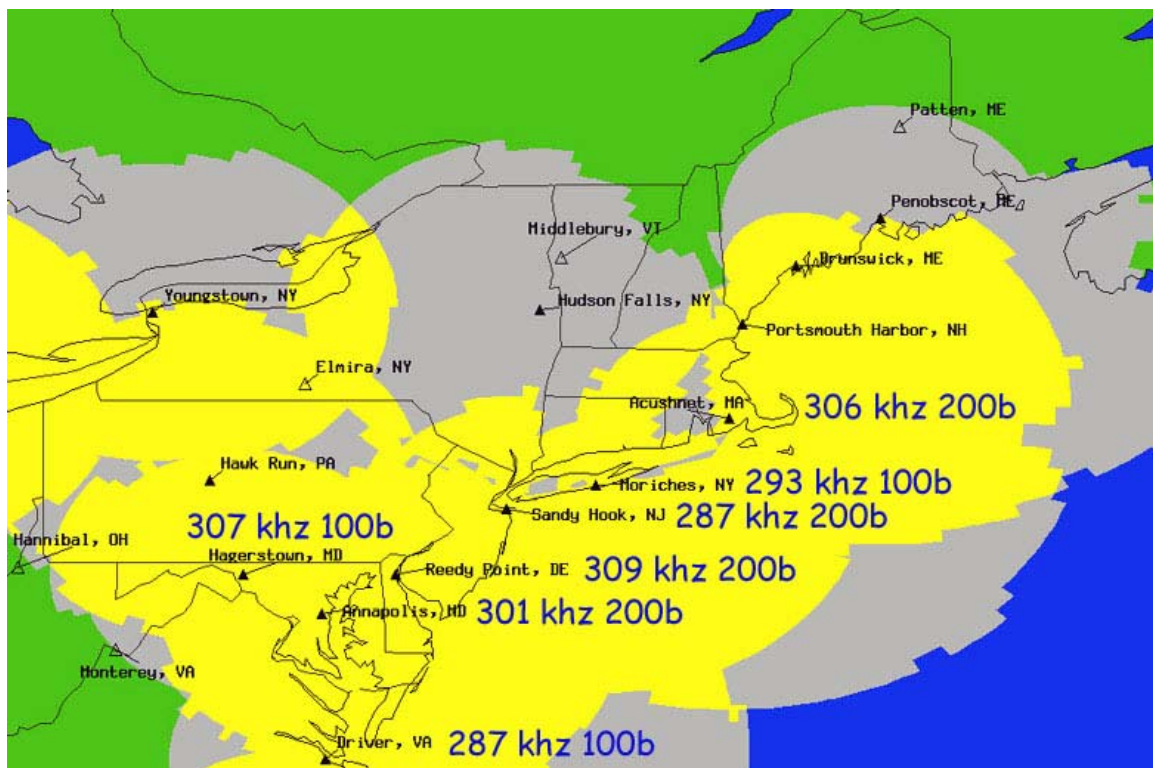 Patten, ME
Penobscot, ME
Middlebury, VT
Brunswick, ME
Youngstown, NY
Hudson Falls, NY
Portsmouth Harbor, NH
Elmira, NY
Acushnet, MA
306 khz 200b
Hawk Run, PA
Moriches, NY 293 khz 100b
Sandy Hook, NJ 287 khz 200b
307 khz 100b
Hannibal, OH
Hagerstown, MD
Reedy Point, DE 309 khz 200b
Annapolis, MD 301 khz 200b
Monterey, VA
Driver, VA 287 khz 100b